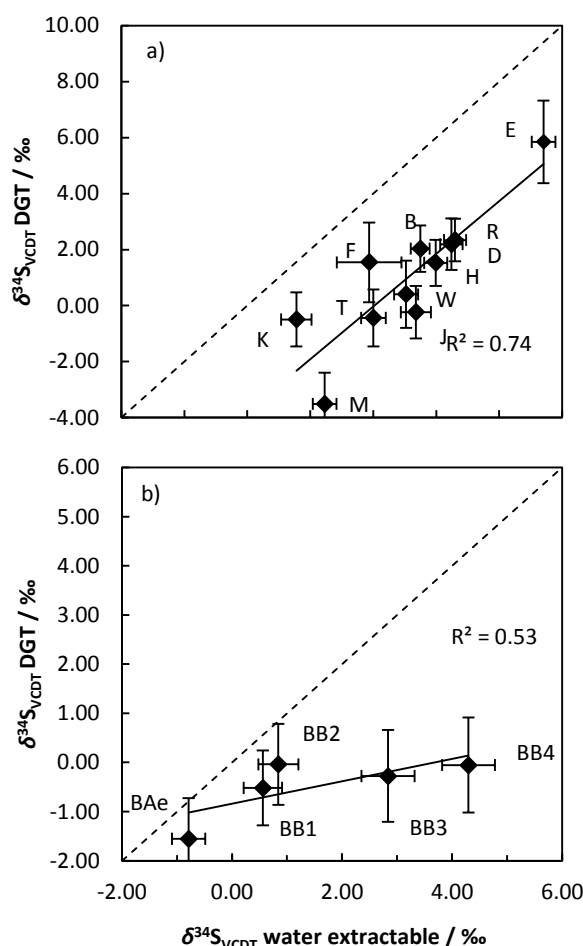 a)
10.00
8.00
6.00
4.00
2.00
0.00
-2.00
-4.00
δ³⁴S_VCDT DGT / ‰
E
B
R
F
D
H
T
W
K
J
R² = 0.74
M
b)
6.00
5.00
4.00
3.00
2.00
1.00
0.00
-1.00
-2.00
δ³⁴S_VCDT DGT / ‰
R² = 0.53
BB2
BB4
BAe
BB1
BB3
-2.00 0.00 2.00 4.00 6.00
δ³⁴S_VCDT water extractable / ‰